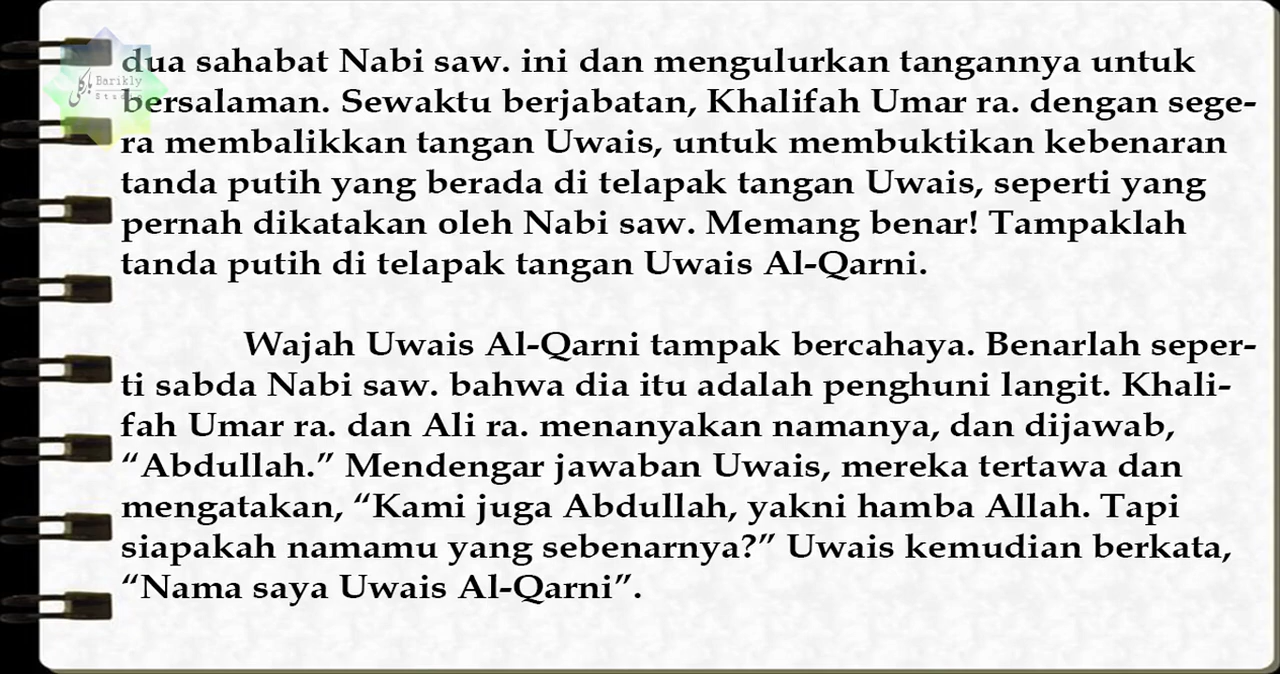 dua sahabat Nabi saw. ini dan mengulurkan tangannya untuk
bersalaman. Sewaktu berjabatan, Khalifah Umar ra. dengan sege-
ra membalikkan tangan Uwais, untuk membuktikan kebenaran
tanda putih yang berada di telapak tangan Uwais, seperti yang
pernah dikatakan oleh Nabi saw. Memang benar! Tampaklah
tanda putih di telapak tangan Uwais Al-Qarni.
Wajah Uwais Al-Qarni tampak bercahaya. Benarlah seper-
ti sabda Nabi saw. bahwa dia itu adalah penghuni langit. Khali-
fah Umar ra. dan Ali ra. menanyakan namanya, dan dijawab,
“Abdullah.” Mendengar jawaban Uwais, mereka tertawa dan
mengatakan, “Kami juga Abdullah, yakni hamba Allah. Tapi
siapakah namamu yang sebenarnya?” Uwais kemudian berkata,
“Nama saya Uwais Al-Qarni”.
Barikly